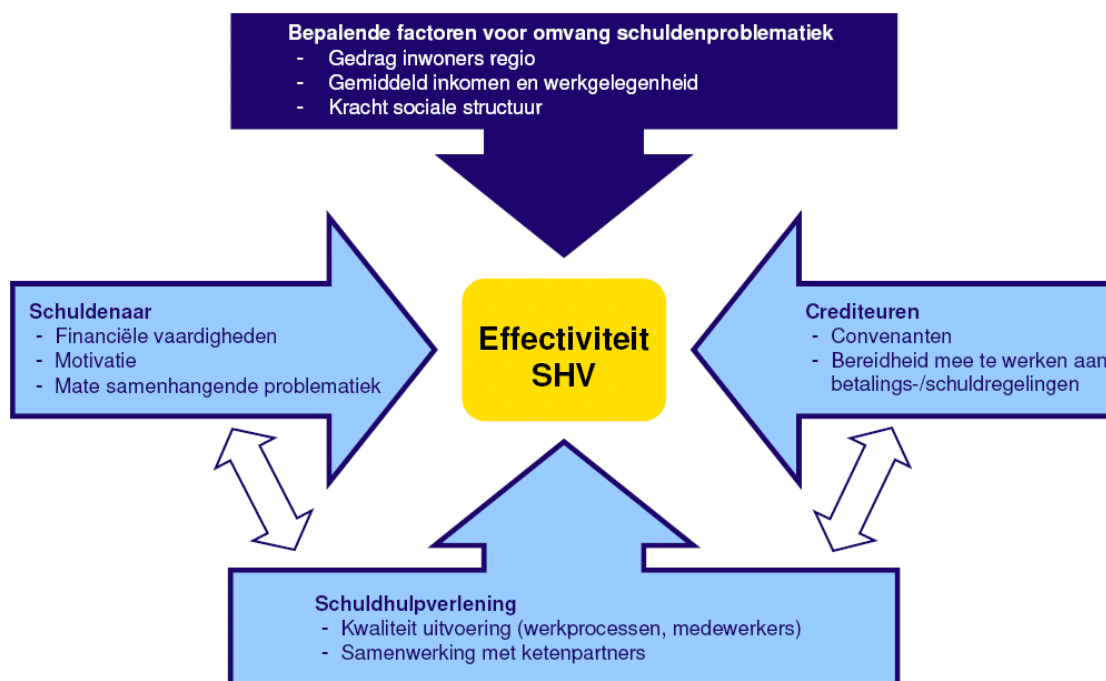 Bepalende factoren voor omvang schuldenproblematiek
- Gedrag inwoners regio
- Gemiddeld inkomen en werkgelegenheid
- Kracht sociale structuur
Schuldenaar
- Financiële vaardigheden
- Motivatie
- Mate samenhangende problematiek
Effectiviteit
SHV
Crediteuren
- Convenanten
- Bereidheid mee te werken aan
betalings-/schuldregelingen
Schuldhulpverlening
- Kwaliteit uitvoering (werkprocessen, medewerkers)
- Samenwerking met ketenpartners